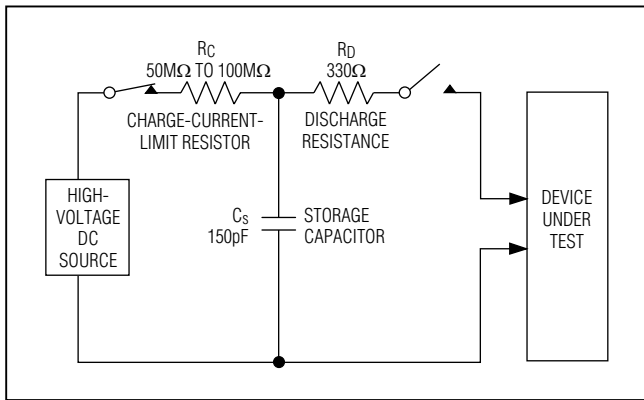 RC
50MΩ TO 100MΩ
CHARGE-CURRENT-
LIMIT RESISTOR
RD
330Ω
DISCHARGE
RESISTANCE
HIGH-
VOLTAGE
DC
SOURCE
CS
150pF
STORAGE
CAPACITOR
DEVICE
UNDER
TEST